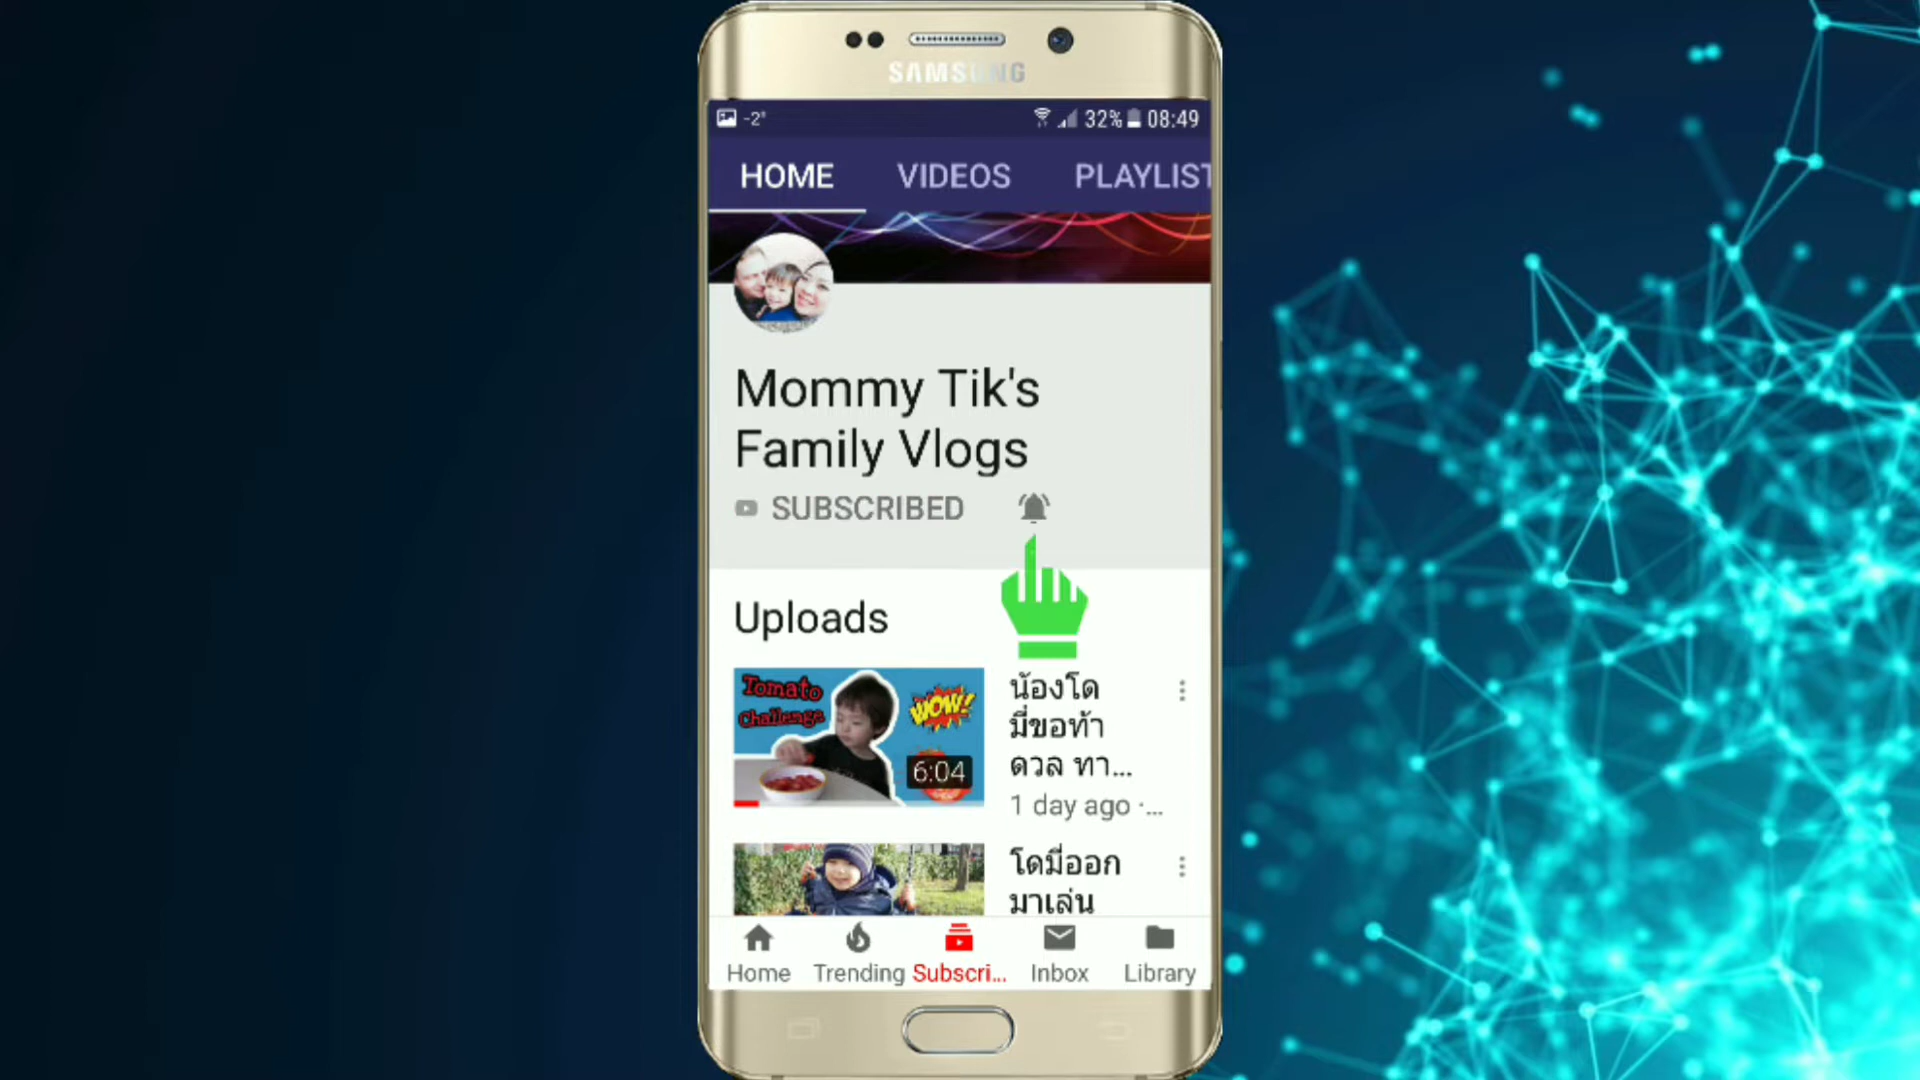 SAMSUNG
-2° 32% 08:49
HOME VIDEOS PLAYLIST
Mommy Tik's
Family Vlogs
SUBSCRIBED
Uploads
Tomato
Challenge
WOW!
6:04
น้องโด
มี่ขอท้า
ดวล ทา...
1 day ago ·...
โดมี่ออก
มาเล่น
Home Trending Subscri... Inbox Library